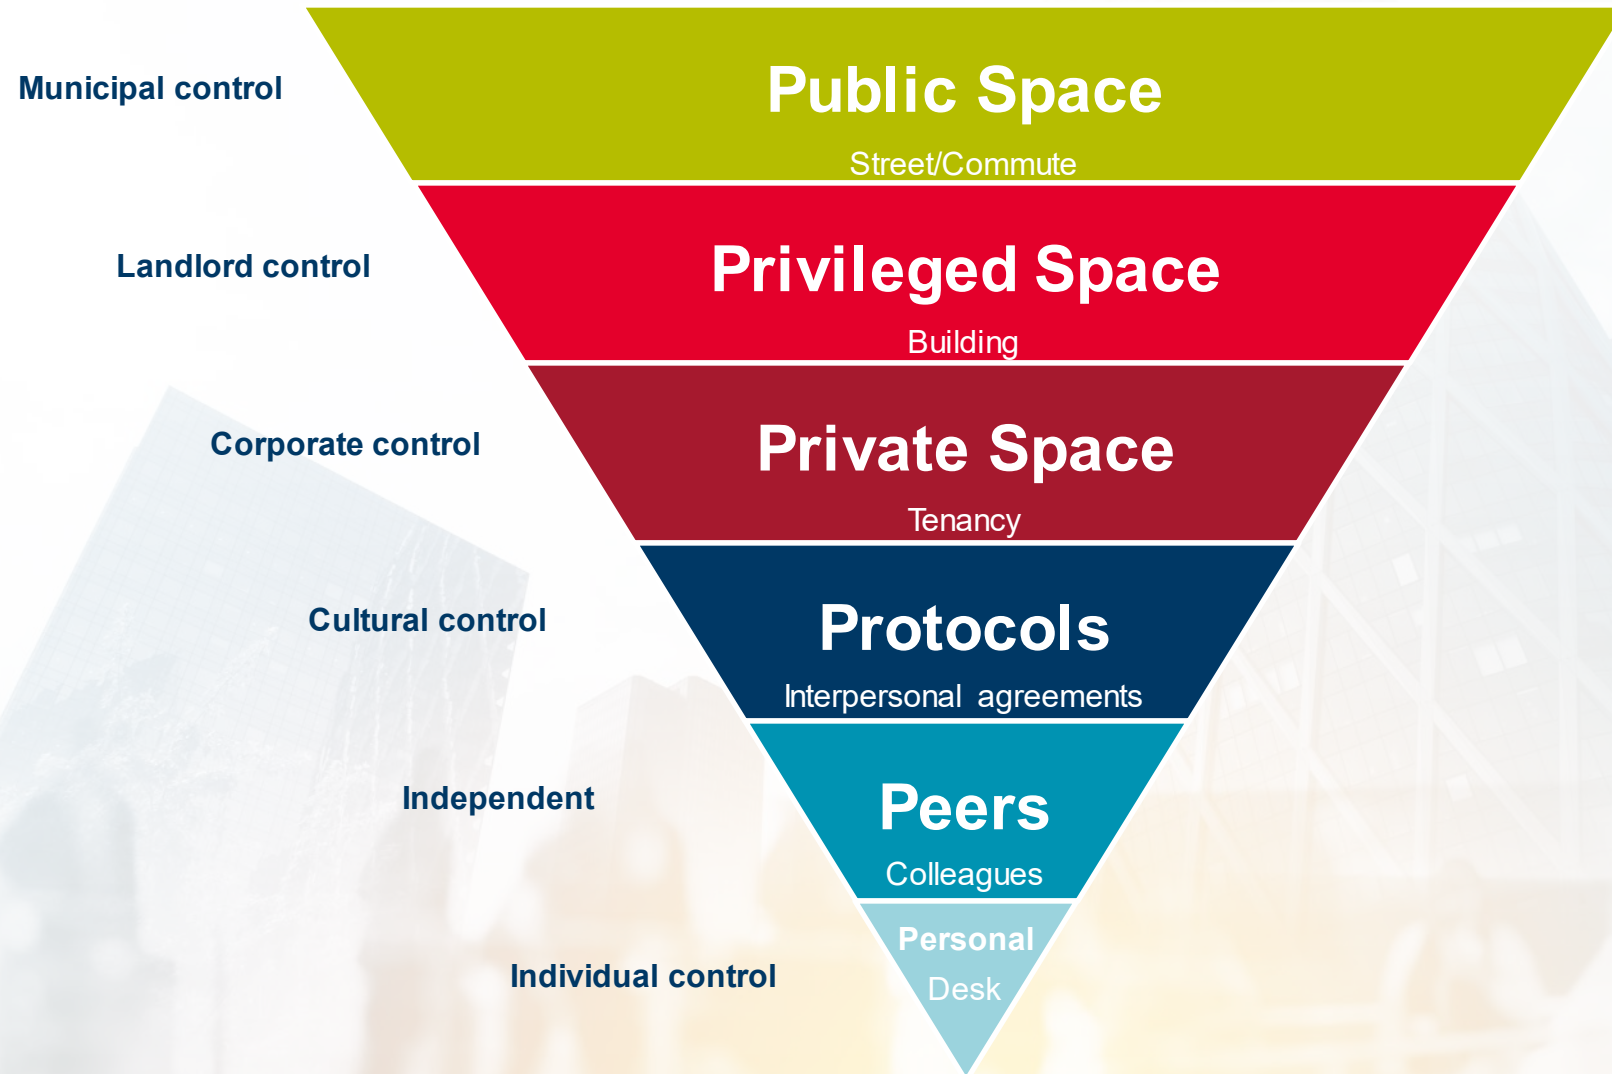 Municipal control
Public Space
Street/Commute
Landlord control
Privileged Space
Building
Corporate control
Private Space
Tenancy
Cultural control
Protocols
Interpersonal agreements
Independent
Peers
Colleagues
Personal
Individual control
Desk